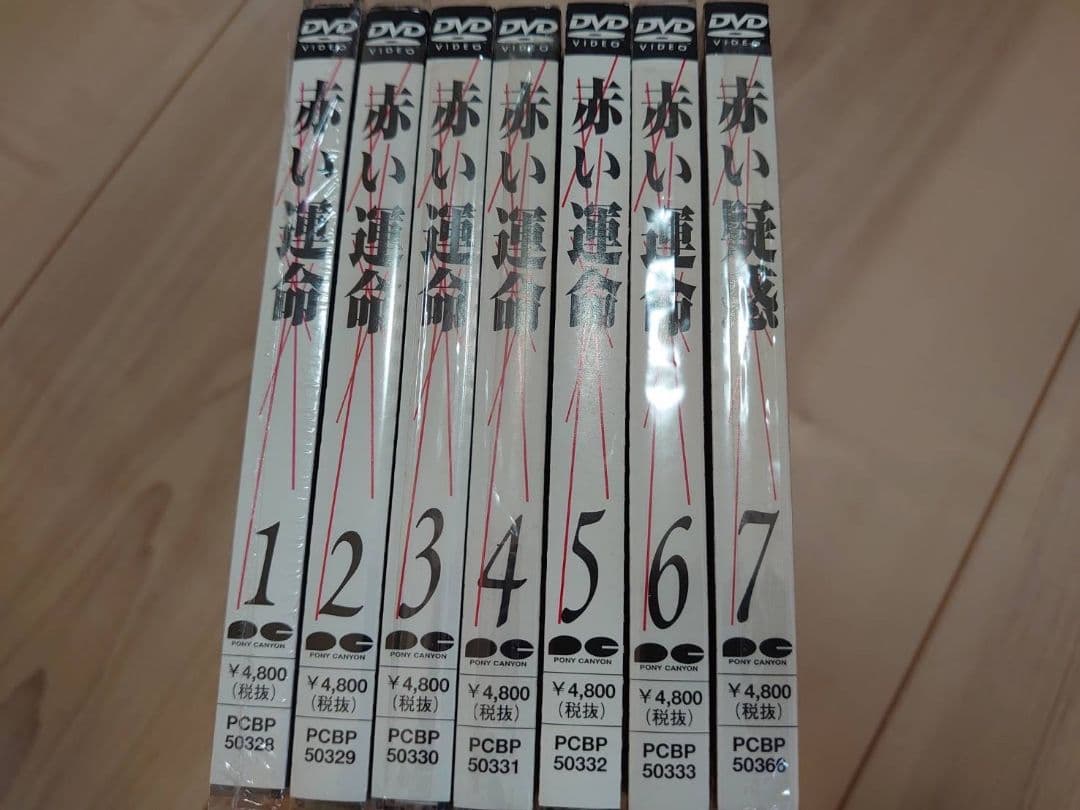 DVD
VIDEO
赤い運命
1
PONY CANYON
¥4,800
(税抜)
PCBP
50328
DVD
VIDEO
赤い運命
2
PONY CANYON
¥4,800
(税抜)
PCBP
50329
DVD
VIDEO
赤い運命
3
PONY CANYON
¥4,800
(税抜)
PCBP
50330
DVD
VIDEO
赤い運命
4
PONY CANYON
¥4,800
(税抜)
PCBP
50331
DVD
VIDEO
赤い運命
5
PONY CANYON
¥4,800
(税抜)
PCBP
50332
DVD
VIDEO
赤い運命
6
PONY CANYON
¥4,800
(税抜)
PCBP
50333
DVD
VIDEO
赤い疑惑
7
PONY CANYON
¥4,800
(税抜)
PCBP
50366